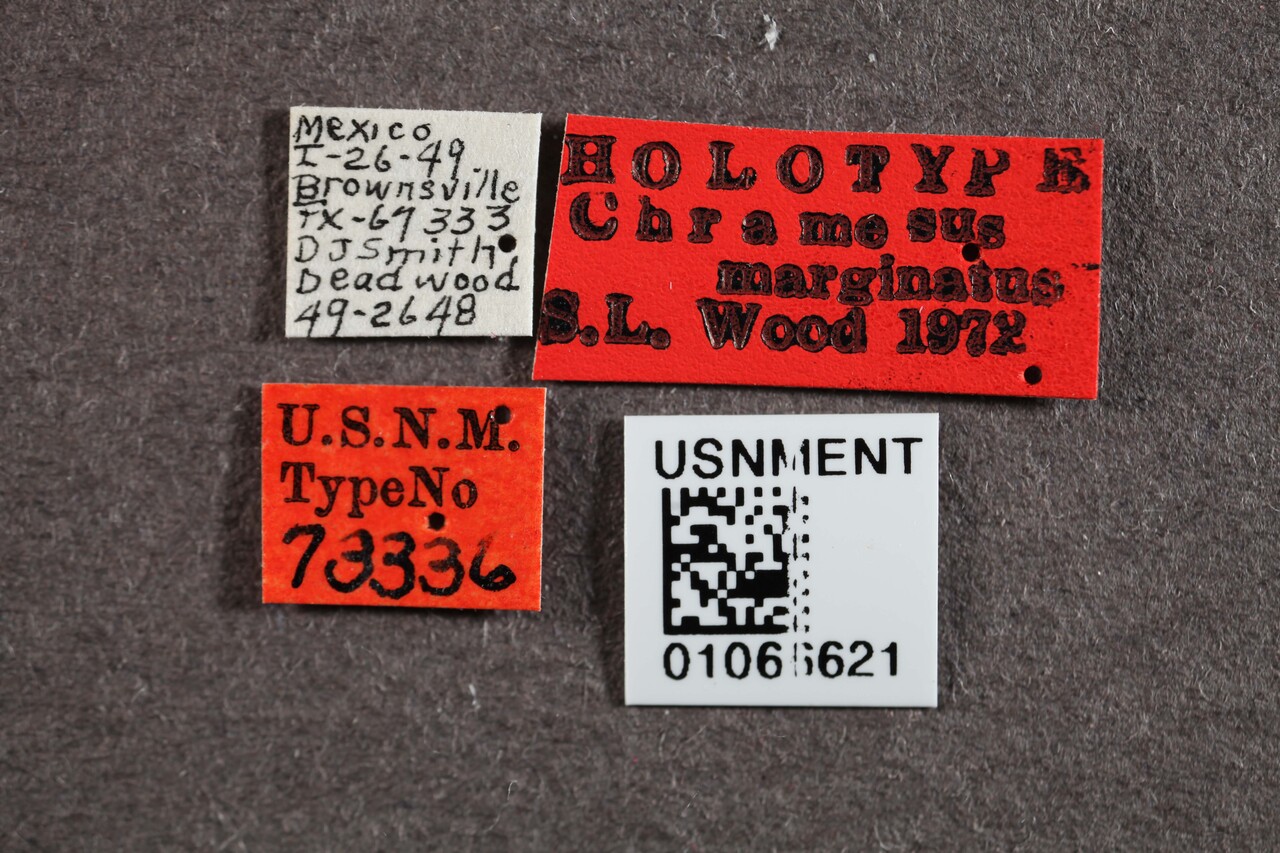 Mexico
I-26-49
Brownsville
TX-67333
DJSmith
Deadwood
49-2648
HOLOTYPE
Chramesus
marginatus
S.L. Wood 1972
U.S.N.M.
TypeNo
73336
USNMENT
01066621